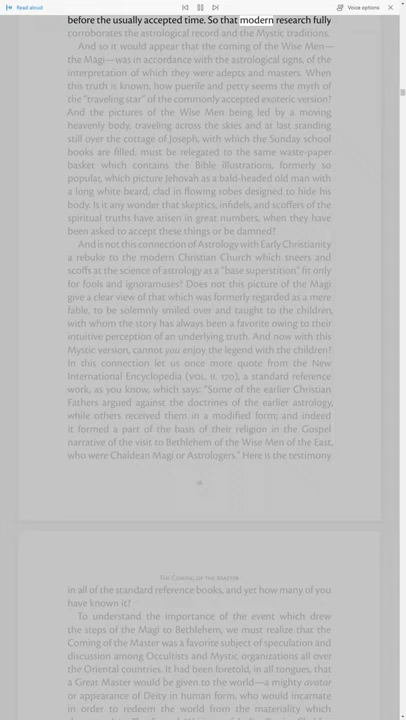 Read aloud
Voice options
before the usually accepted time. So that modern research fully
corroborates the astrological record and the Mystic traditions.
And so it would appear that the coming of the Wise Men—
the Magi—was in accordance with the astrological signs, of the
interpretation of which they were adepts and masters. When
this truth is known, how puerile and petty seems the myth of
the "traveling star" of the commonly accepted exoteric version?
And the pictures of the Wise Men being led by a moving
heavenly body, traveling across the skies and at last standing
still over the cottage of Joseph, with which the Sunday school
books are filled, must be relegated to the same waste-paper
basket which contains the Bible illustrations, formerly so
popular, which picture Jehovah as a bald-headed old man with
a long white beard, clad in flowing robes designed to hide his
body. Is it any wonder that skeptics, infidels, and scoffers of the
spiritual truths have arisen in great numbers, when they have
been asked to accept these things or be damned?
And is not this connection of Astrology with Early Christianity
a rebuke to the modern Christian Church which sneers and
scoffs at the science of astrology as a "base superstition" fit only
for fools and ignoramuses? Does not this picture of the Magi
give a clear view of that which was formerly regarded as a mere
fable, to be solemnly smiled over and taught to the children,
with whom the story has always been a favorite owing to their
intuitive perception of an underlying truth. And now with this
Mystic version, cannot you enjoy the legend with the children?
In this connection let us once more quote from the New
International Encyclopedia (VOL. II. 170), a standard reference
work, as you know, which says: "Some of the earlier Christian
Fathers argued against the doctrines of the earlier astrology,
while others received them in a modified form; and indeed
it formed a part of the basis of their religion in the Gospel
narrative of the visit to Bethlehem of the Wise Men of the East,
who were Chaldean Magi or Astrologers." Here is the testimony
The Coming of the Master
in all of the standard reference books, and yet how many of you
have known it?
To understand the importance of the event which drew
the steps of the Magi to Bethlehem, we must realize that the
Coming of the Master was a favorite subject of speculation and
discussion among Occultists and Mystic organizations all over
the Oriental countries. It had been foretold, in all tongues, that
a Great Master would be given to the world—a mighty avatar
or appearance of Deity in human form, who would incarnate
in order to redeem the world from the materiality which